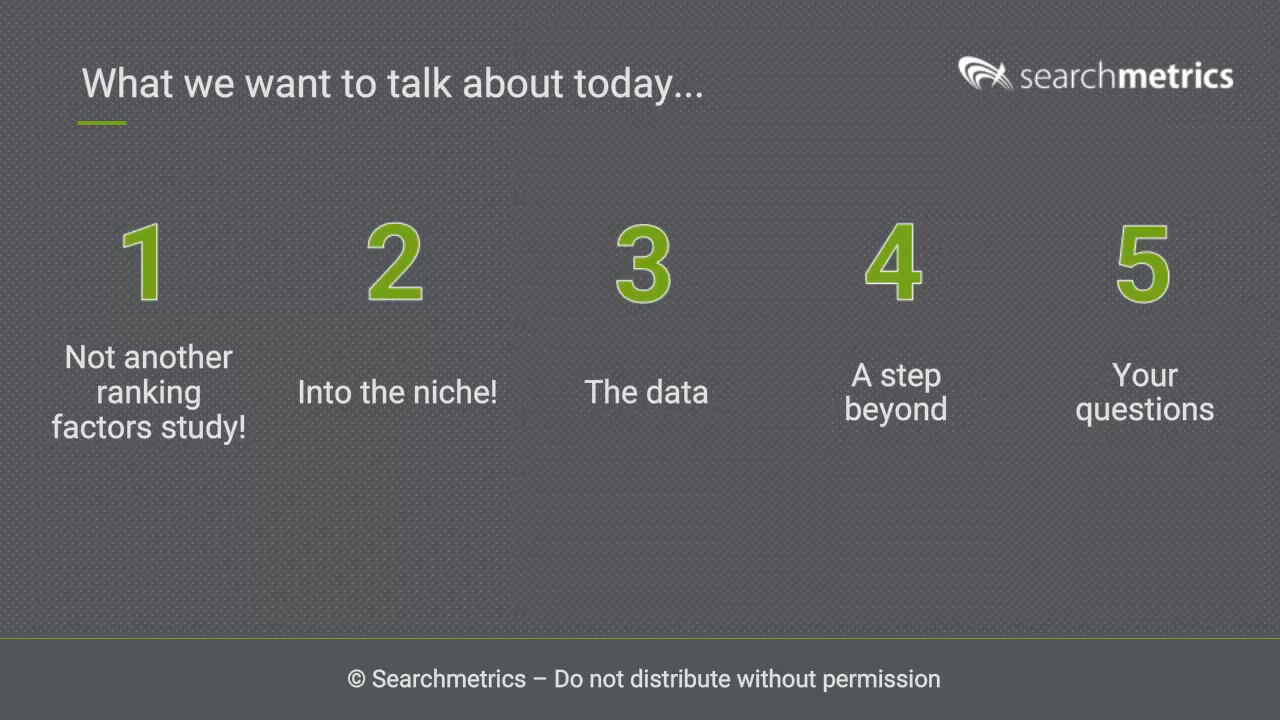 What we want to talk about today...
searchmetrics
1
Not another
ranking
factors study!
2
Into the niche!
3
The data
4
A step
beyond
5
Your
questions
© Searchmetrics – Do not distribute without permission